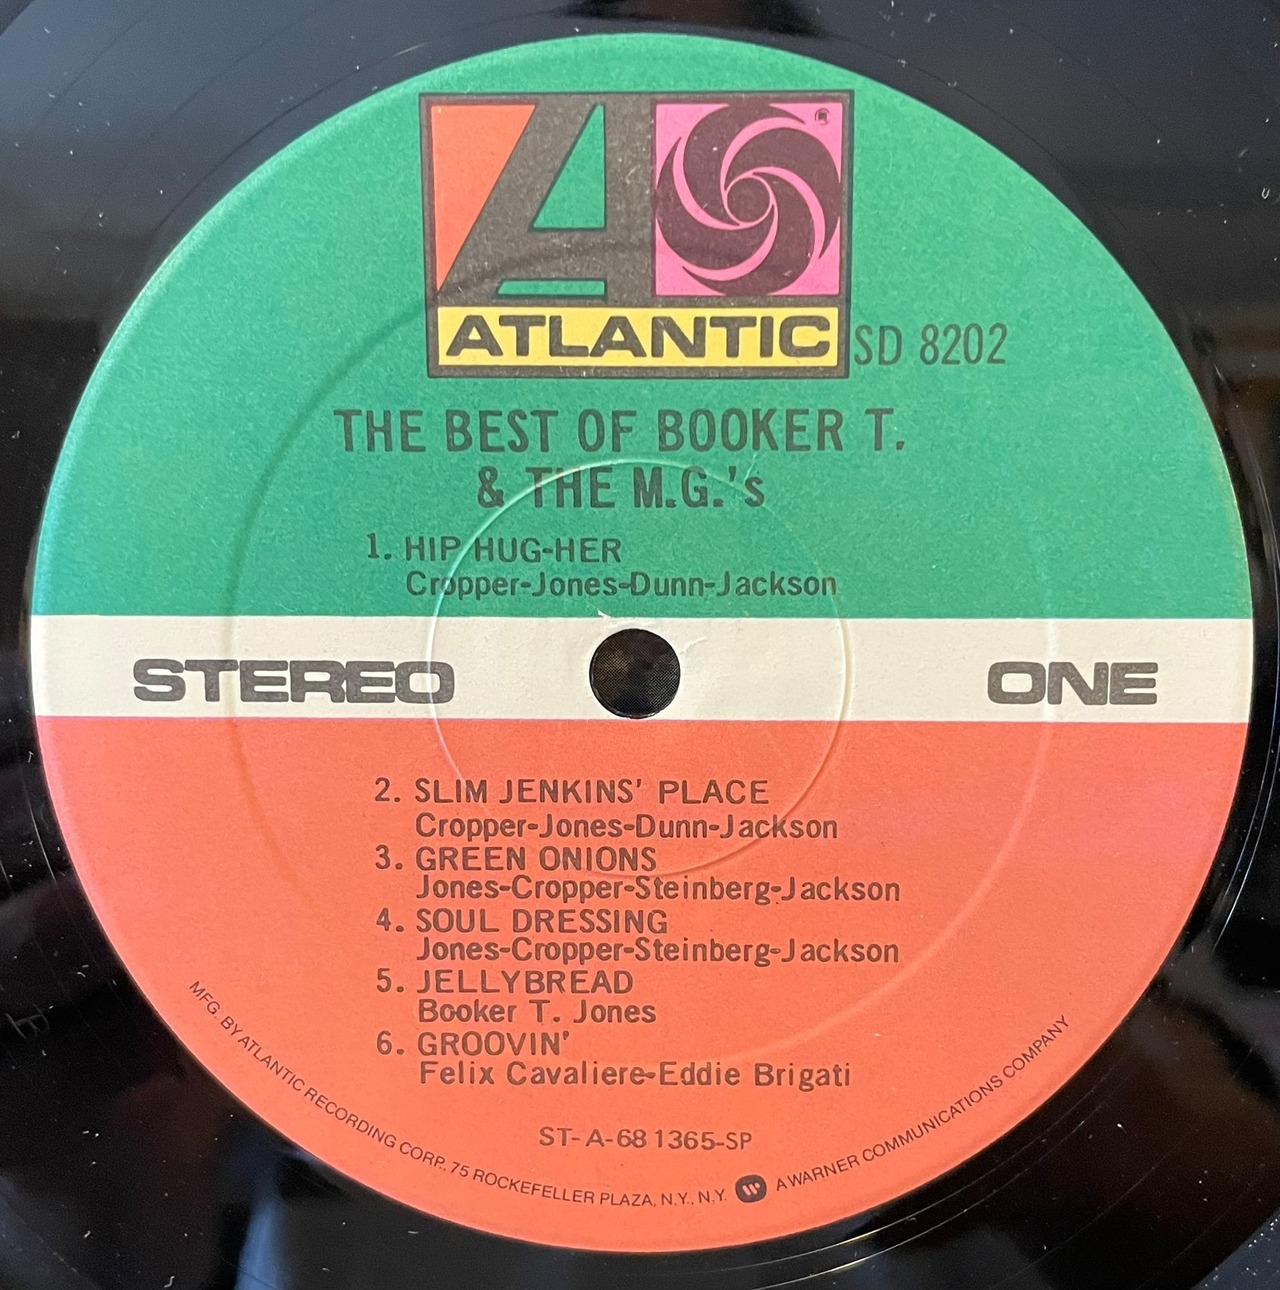 ATLANTIC
SD 8202
THE BEST OF BOOKER T.
& THE M.G.'s
1. HIP HUG-HER
Cropper-Jones-Dunn-Jackson
STEREO
ONE
2. SLIM JENKINS' PLACE
Cropper-Jones-Dunn-Jackson
3. GREEN ONIONS
Jones-Cropper-Steinberg-Jackson
4. SOUL DRESSING
Jones-Cropper-Steinberg-Jackson
5. JELLYBREAD
Booker T. Jones
6. GROOVIN'
Felix Cavaliere-Eddie Brigati
ST-A-68 1365-SP
MFG. BY ATLANTIC RECORDING CORP., 75 ROCKEFELLER PLAZA, N.Y., N.Y. A WARNER COMMUNICATIONS COMPANY